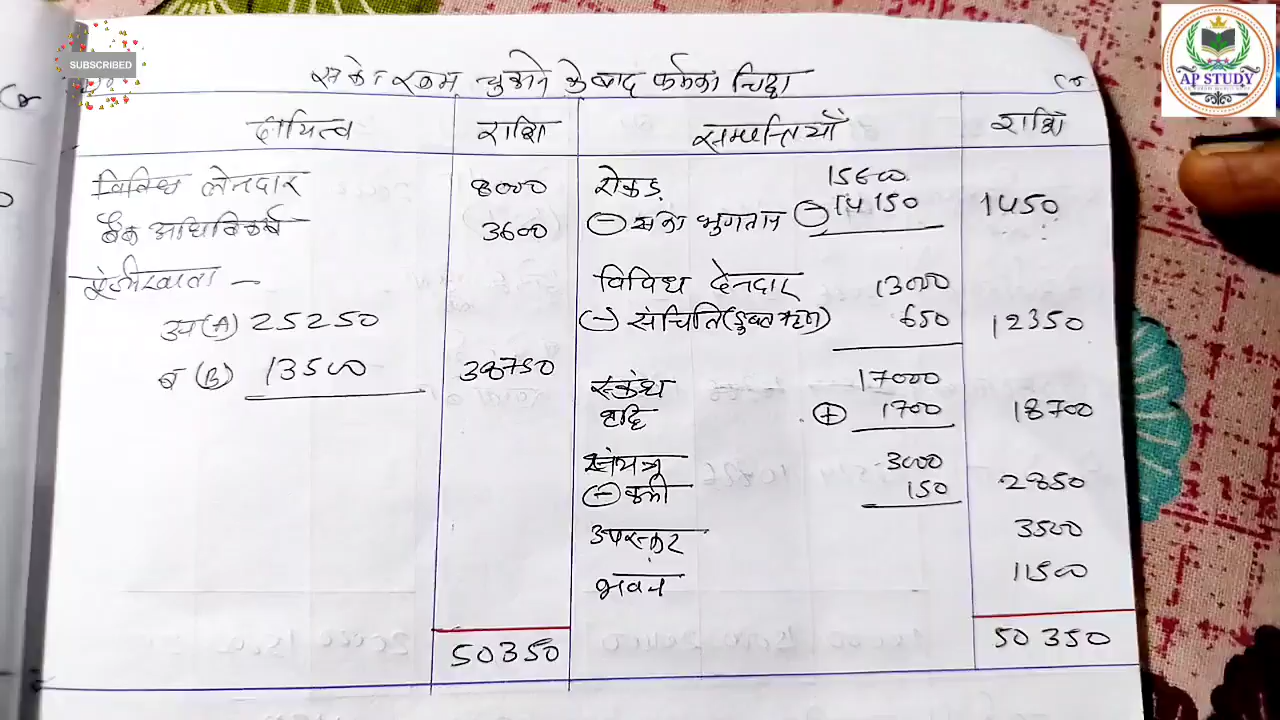 SUBSCRIBED
AP STUDY
स को रकम चुकाने के बाद फर्म का चिट्ठा
दायित्व राशि सम्पत्तियाँ राशि
विविध लेनदार 8000 रोकड़ 15600
(-) स का भुगतान (-) 14150 1450
बैंक अधिविकर्ष 3600
पूंजी खाता - विविध देनदार 13000
अ (A) 25250 (-) संचिति (डुबत ऋण) 650 12350
ब (B) 13500 38750 स्कंध 17000
वृद्धि (+) 1700 18700
संयंत्र 3000
(-) कमी 150 2850
उपस्कर 3500
भवन 11500
50350 50350